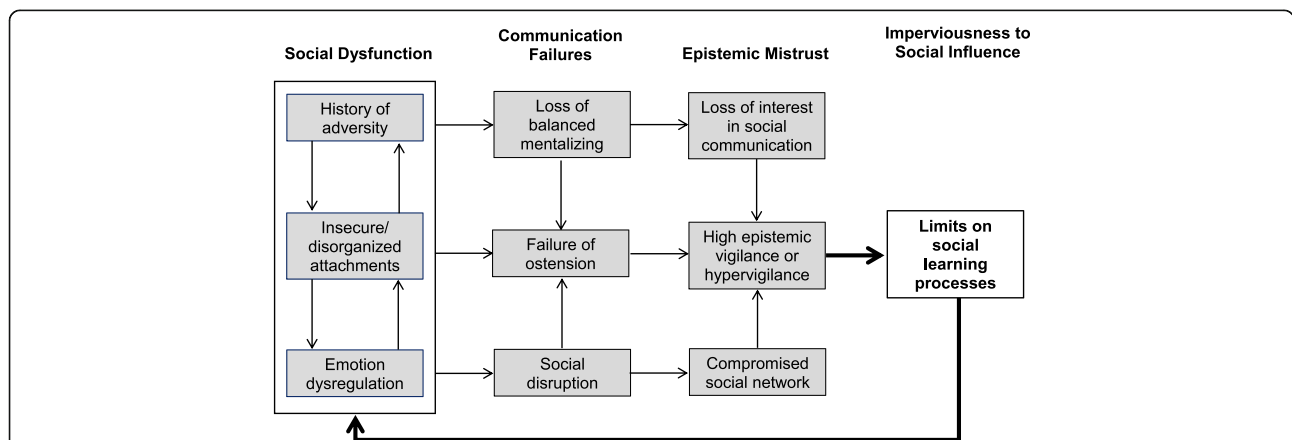 Social Dysfunction
Communication
Failures
Epistemic Mistrust
Imperviousness to
Social Influence
History of
adversity
Loss of
balanced
mentalizing
Loss of interest
in social
communication
Insecure/
disorganized
attachments
Failure of
ostension
High epistemic
vigilance or
hypervigilance
Limits on
social
learning
processes
Emotion
dysregulation
Social
disruption
Compromised
social network